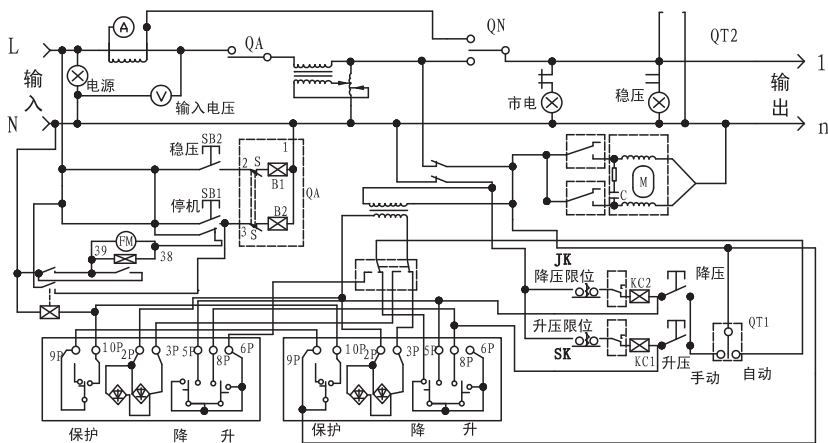 L
A
QA
QN
QT2
1
输入
电源
V
输入电压
市电
稳压
输出
N
n
稳压
SB2
1
2
S
B1
QA
停机
SB1
B2
3
S
M
C
FM
39
38
JK
降压限位
KC2
降压
升压限位
KC1
升压
SK
QT1
手动
自动
9P
10P
2P
3P
5P
8P
6P
9P
10P
2P
3P
5P
8P
6P
保护
降
升
保护
降
升